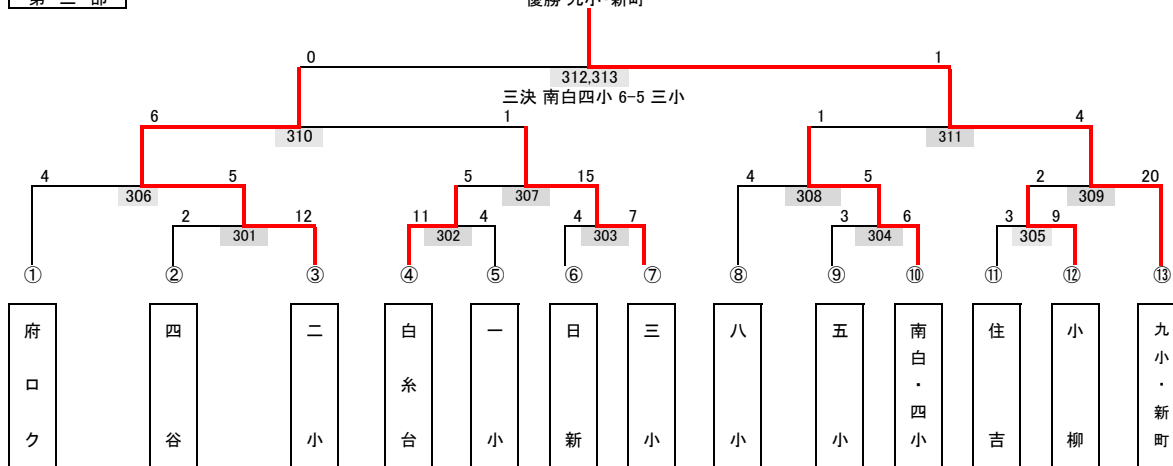 優勝 九小・新町
0 1
312,313
三決 南白四小 6-5 三小
6 1 1 4
310 311
4 5 5 15 4 5 2 20
306 307 308 309
2 12 11 4 4 7 3 6 3 9
301 302 303 304 305
① ② ③ ④ ⑤ ⑥ ⑦ ⑧ ⑨ ⑩ ⑪ ⑫ ⑬
府ロク
四谷
二小
白糸台
一小
日新
三小
八小
五小
南白・四小
住吉
小柳
九小・新町